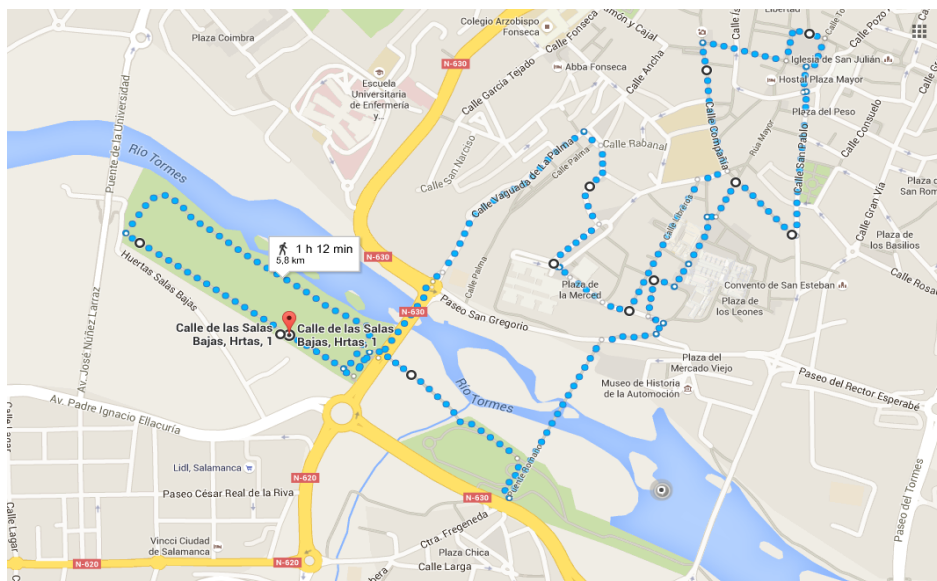 Libertad
Colegio Arzobispo
Fonseca
Plaza Coimbra
Calle Fonseca
Calle Ancha
Iglesia de San Julián
N-630
Abba Fonseca
Calle García Tejado
Hostal Plaza Mayor
Escuela
Universitaria
de Enfermería
y...
Plaza del Peso
Calle Compañía
Rúa Mayor
Calle San Pablo
Calle Consuelo
Puente de la Universidad
Río Tormes
Calle San Narciso
Calle Rabanal
Calle Vaguada de La Palma
Calle Palma
Calle Gran Vía
Calle Libreros
Plaza de
los Basilios
1 h 12 min
5,8 km
N-630
Huertas Salas Bajas
Calle Palma
Plaza de
la Merced
Convento de San Esteban
Av. José Núñez Larraz
Paseo San Gregorio
Plaza de
los Leones
N-630
Calle de las Salas
Bajas, Hrtas, 1
Calle de las Salas
Bajas, Hrtas, 1
Plaza del
Mercado Viejo
Paseo del Rector Esperabé
Museo de Historia
de la Automoción
Río Tormes
Av. Padre Ignacio Ellacuría
Calle Lagar
Lidl, Salamanca
N-620
Paseo César Real de la Riva
N-630
Paseo del Tormes
Calle Lagar
Ctra. Fregeneda
Vincci Ciudad
de Salamanca
Plaza Chica
Calle Larga
N-620
N-620